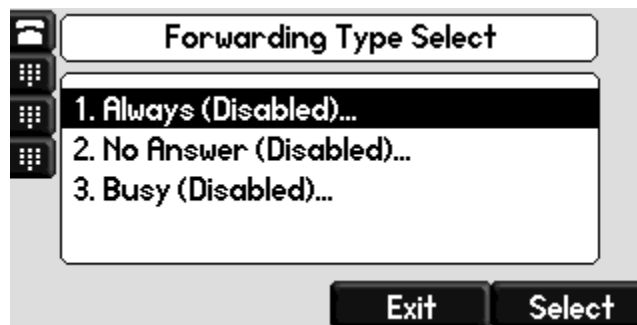 Forwarding Type Select
1. Always (Disabled)...
2. No Answer (Disabled)...
3. Busy (Disabled)...
Exit Select